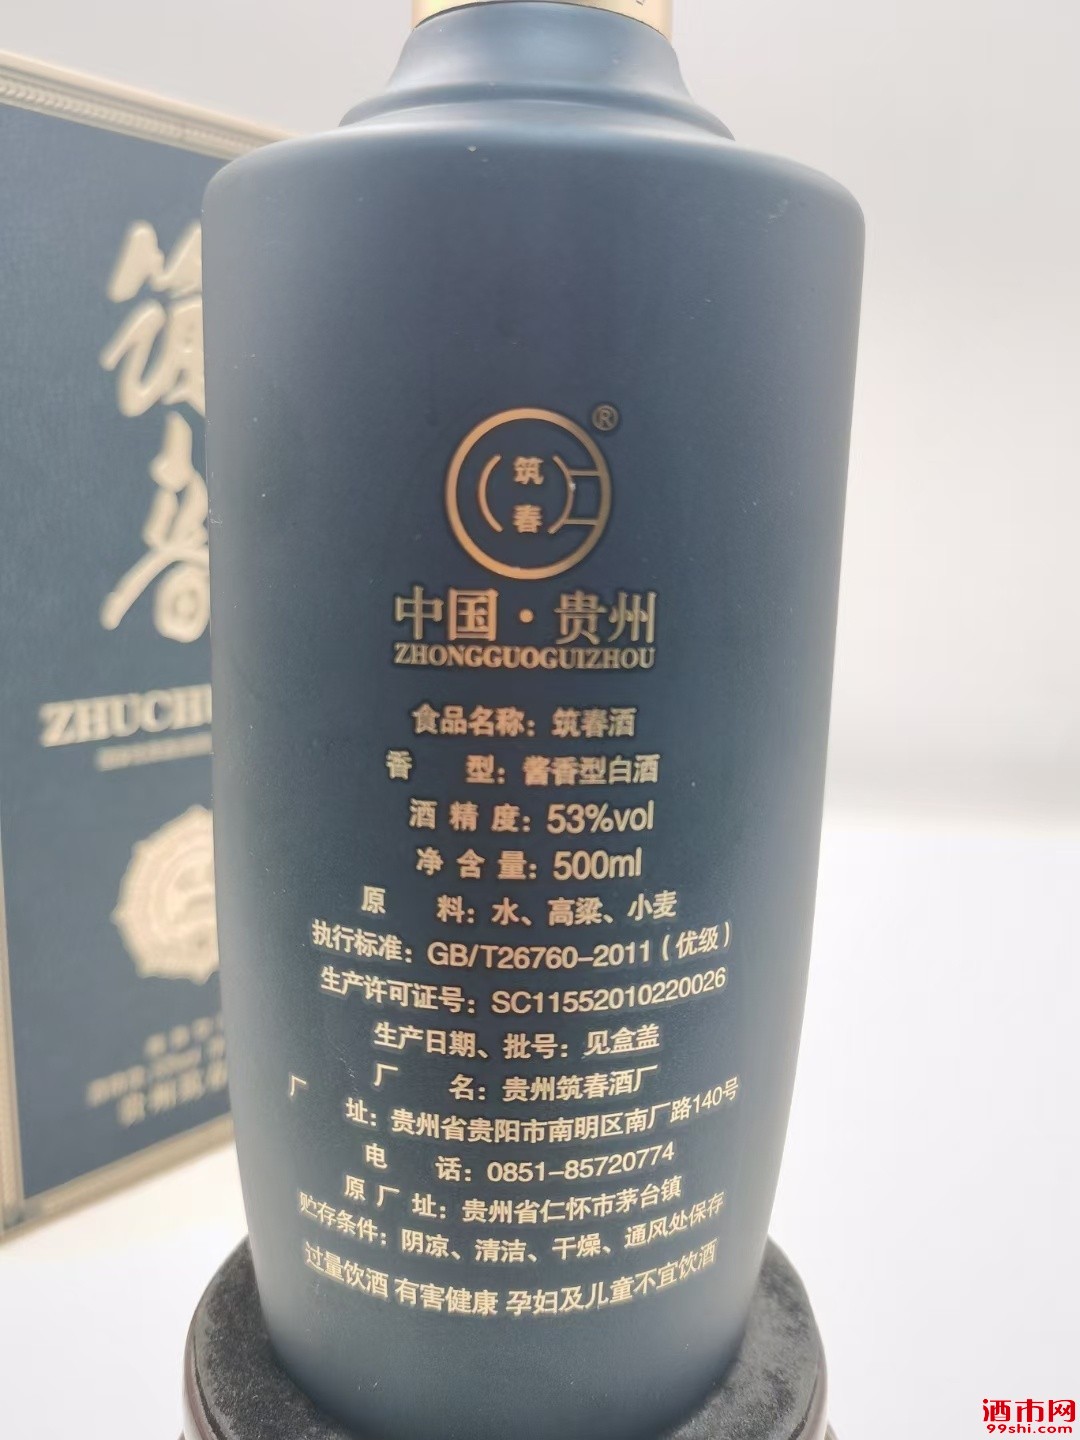 筑春
ZHUCHU
筑
春
®
中国·贵州
ZHONGGUOGUIZHOU
食品名称：筑春酒
香 型：酱香型白酒
酒精度：53%vol
净含量：500ml
原 料：水、高粱、小麦
执行标准：GB/T26760-2011（优级）
生产许可证号：SC11552010220026
生产日期、批号：见盒盖
厂 名：贵州筑春酒厂
厂 址：贵州省贵阳市南明区南厂路140号
电 话：0851-85720774
原厂址：贵州省仁怀市茅台镇
贮存条件：阴凉、清洁、干燥、通风处保存
过量饮酒 有害健康 孕妇及儿童不宜饮酒
酒市网
99shi.com